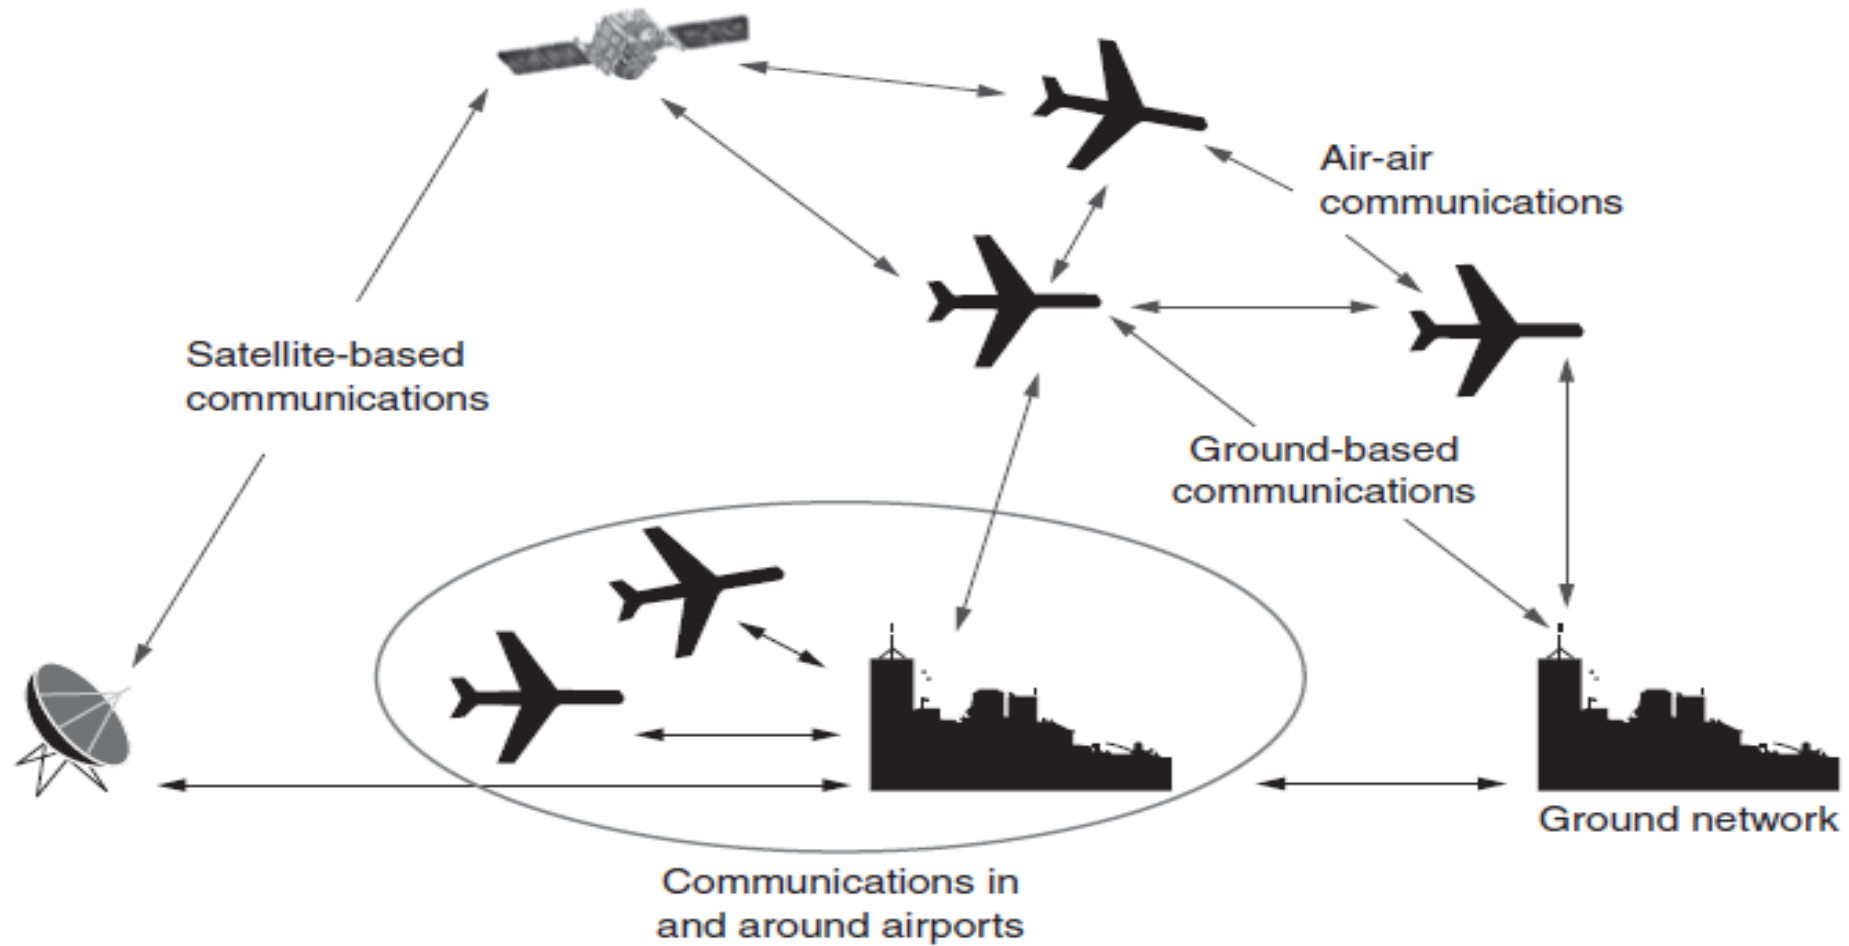 Air-air
communications
Satellite-based
communications
Ground-based
communications
Ground network
Communications in
and around airports